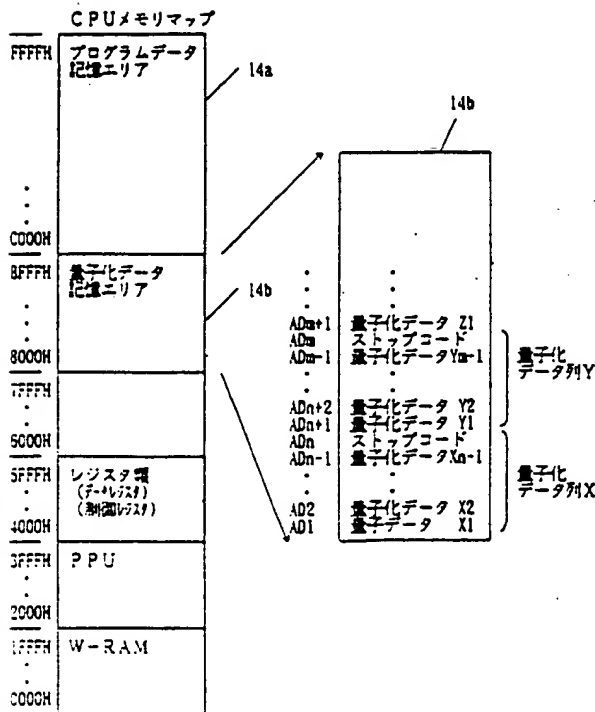 CPUメモリマップ
FFFFH プログラムデータ
記憶エリア
14a
C000H
BFFFH 量子化データ
記憶エリア
14b
8000H
7FFFH
6000H
5FFFH レジスタ類
(データレジスタ)
(制御レジスタ)
4000H
3FFFH PPU
2000H
1FFFH W-RAM
0000H
14b
ADm+1 量子化データ Z1
ADm ストップコード
ADm-1 量子化データYm-1
ADn+2 量子化データ Y2
ADn+1 量子化データ Y1
ADn ストップコード
ADn-1 量子化データXn-1
AD2 量子化データ X2
AD1 量子データ X1
量子化
データ列Y
量子化
データ列X